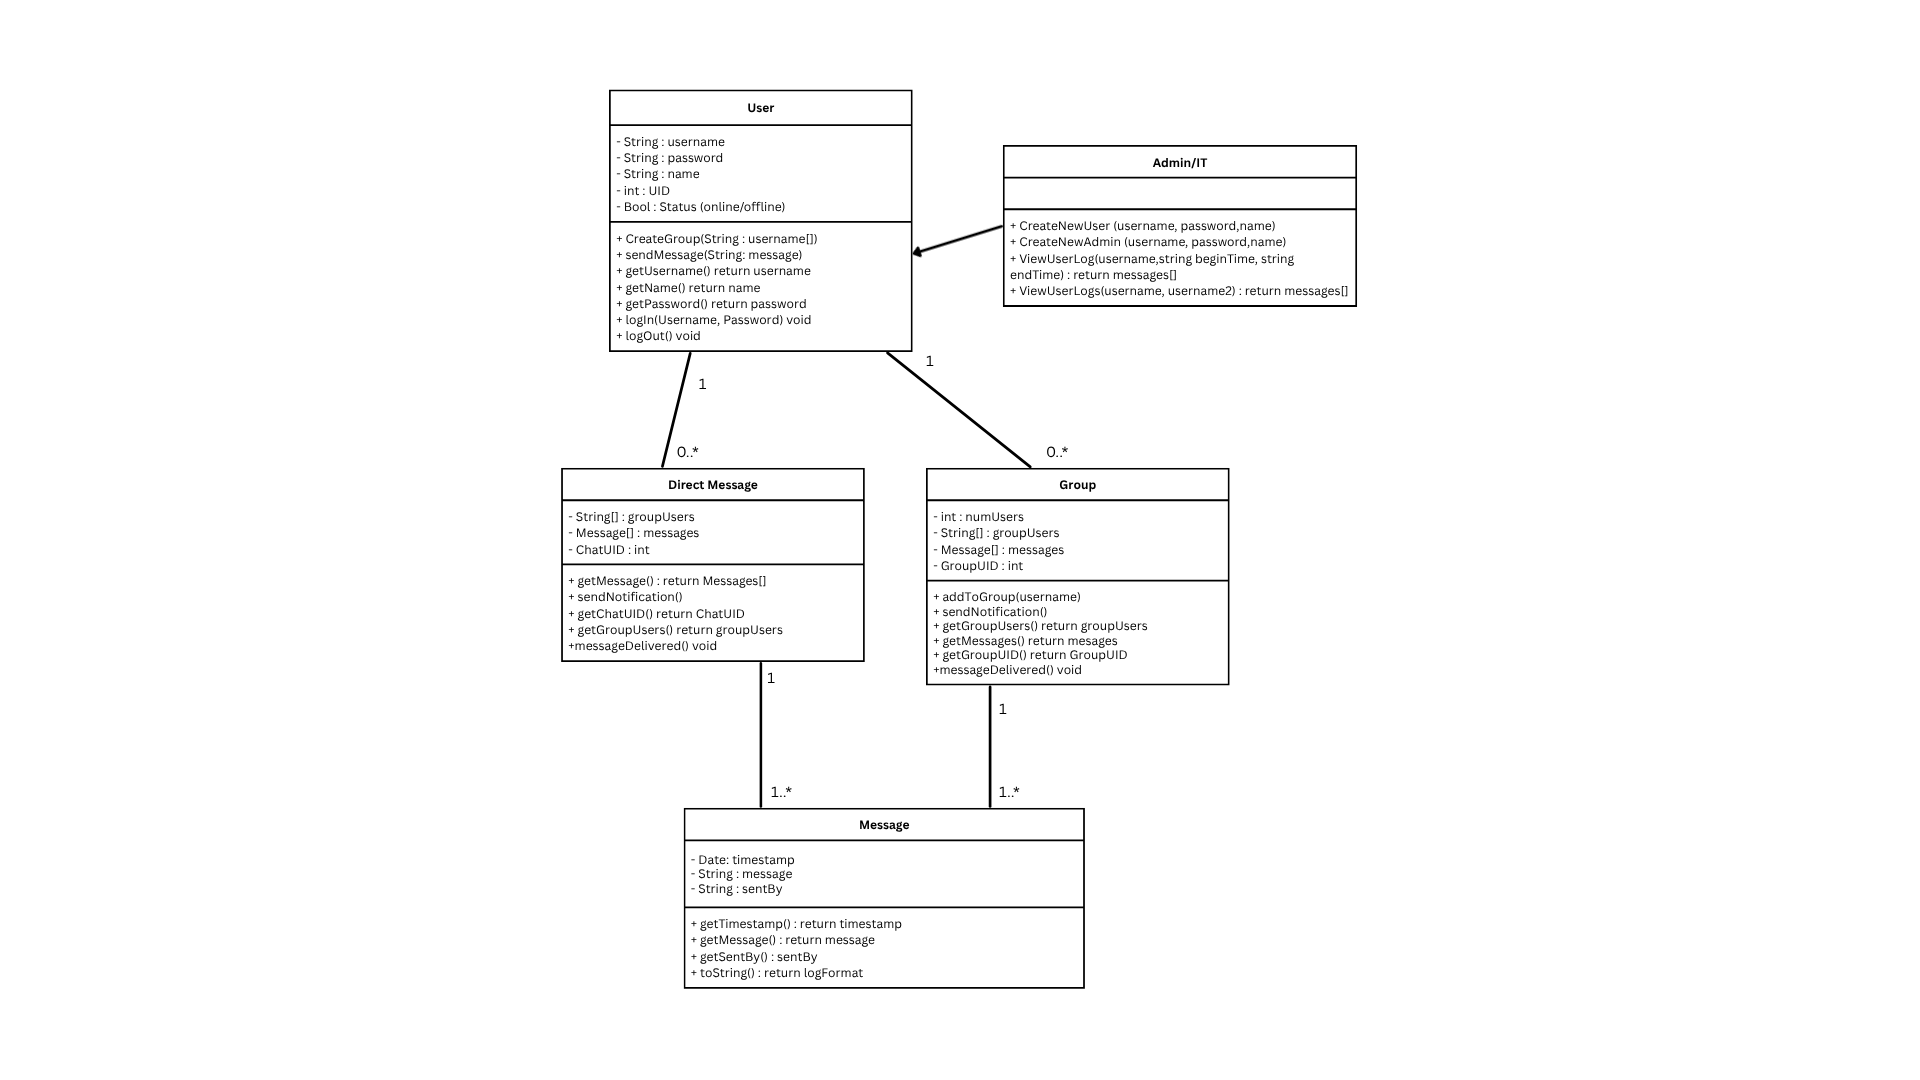 User
- String : username
- String : password
- String : name
- int : UID
- Bool : Status (online/offline)
+ CreateGroup(String : username[])
+ sendMessage(String: message)
+ getUsername() return username
+ getName() return name
+ getPassword() return password
+ logIn(Username, Password) void
+ logOut() void
Admin/IT
+ CreateNewUser (username, password,name)
+ CreateNewAdmin (username, password,name)
+ ViewUserLog(username,string beginTime, string
endTime) : return messages[]
+ ViewUserLogs(username, username2) : return messages[]
1
1
0..*
0..*
Direct Message
- String[] : groupUsers
- Message[] : messages
- ChatUID : int
+ getMessage() : return Messages[]
+ sendNotification()
+ getChatUID() return ChatUID
+ getGroupUsers() return groupUsers
+messageDelivered() void
Group
- int : numUsers
- String[] : groupUsers
- Message[] : messages
- GroupUID : int
+ addToGroup(username)
+ sendNotification()
+ getGroupUsers() return groupUsers
+ getMessages() return mesages
+ getGroupUID() return GroupUID
+messageDelivered() void
1
1
1..*
1..*
Message
- Date: timestamp
- String : message
- String : sentBy
+ getTimestamp() : return timestamp
+ getMessage() : return message
+ getSentBy() : sentBy
+ toString() : return logFormat